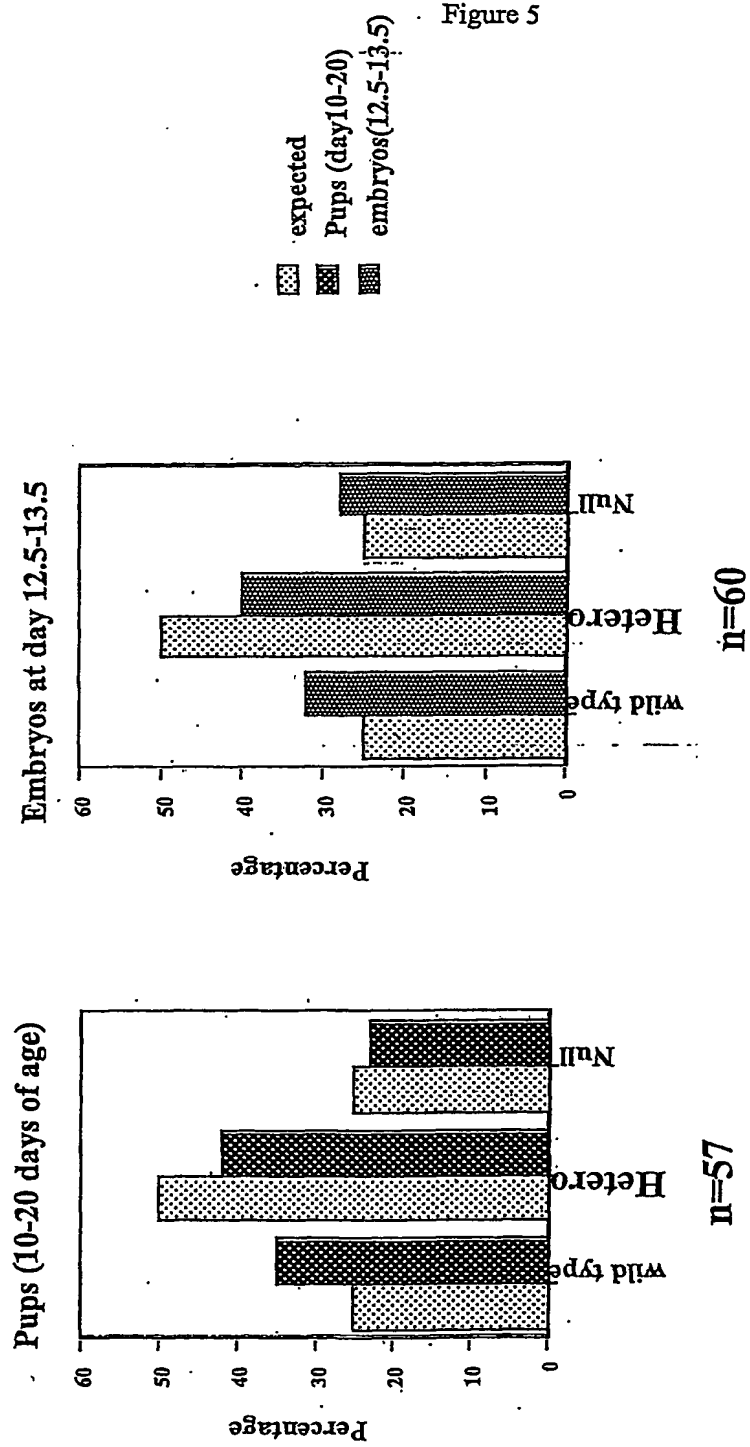 Figure 5
expected
Pups (day10-20)
embryos(12.5-13.5)
Embryos at day 12.5-13.5
60
50
40
30
20
10
0
Percentage
wild type
Hetero
Null
n=60
Pups (10-20 days of age)
60
50
40
30
20
10
0
Percentage
wild type
Hetero
Null
n=57